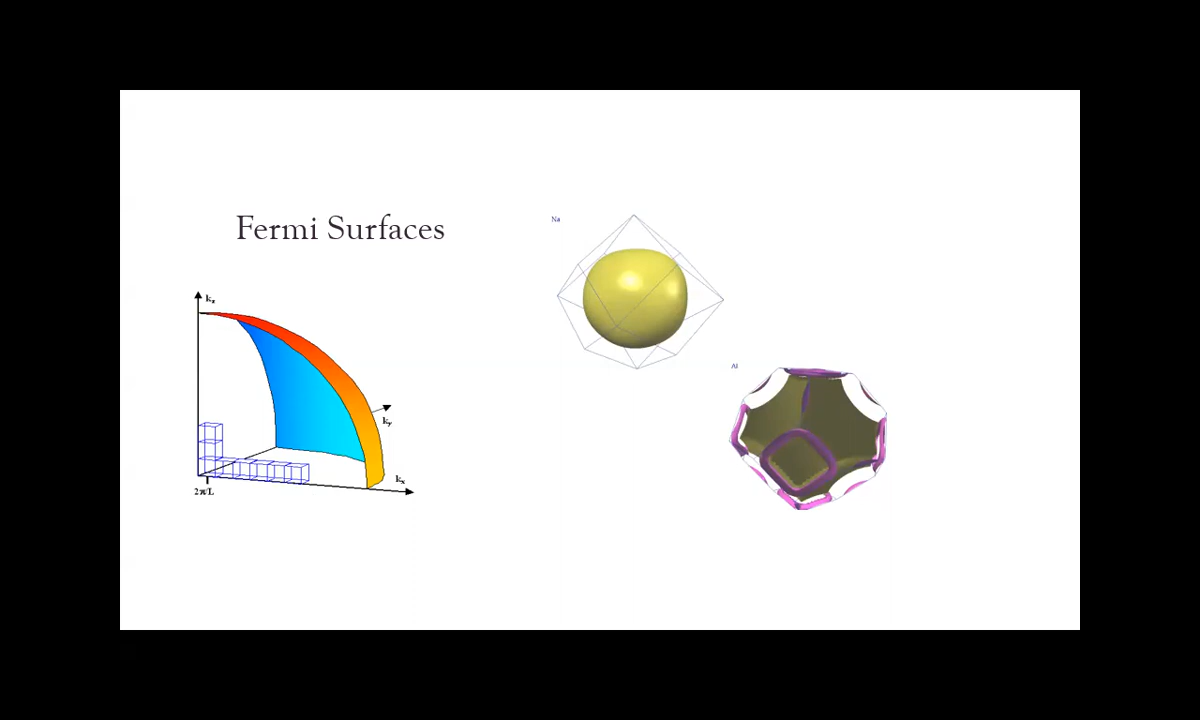 Fermi Surfaces
Na
k_z
Al
k_y
k_x
2π/L